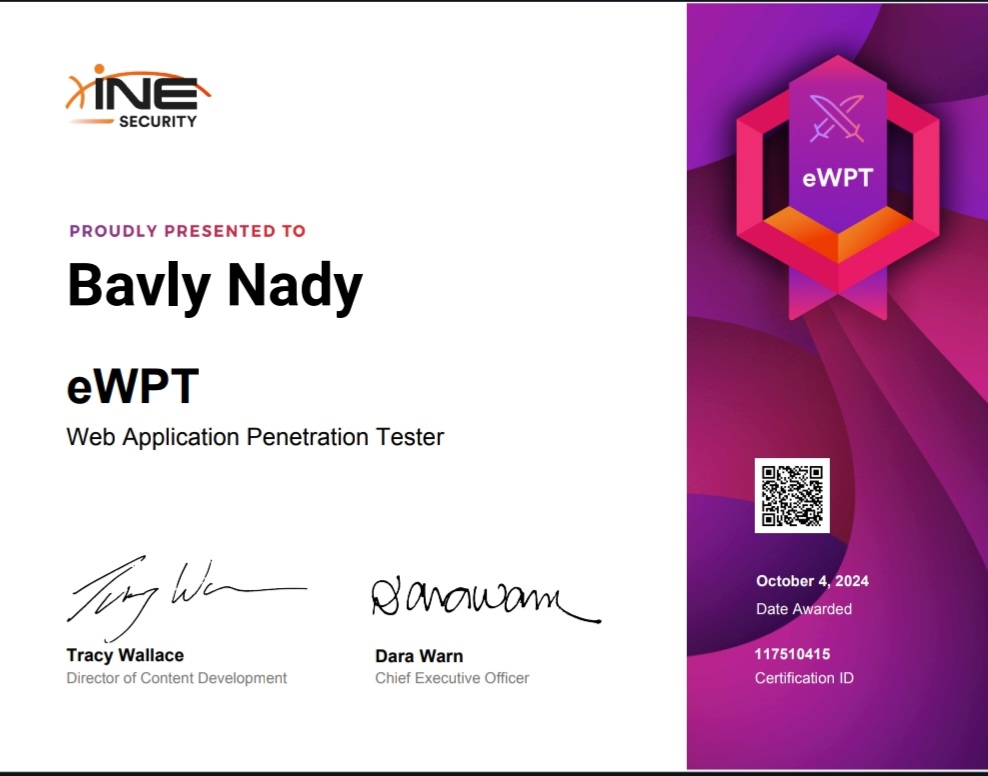 iNE
SECURITY
PROUDLY PRESENTED TO
Bavly Nady
eWPT
Web Application Penetration Tester
Tracy Wallace
Director of Content Development
Dara Warn
Chief Executive Officer
eWPT
October 4, 2024
Date Awarded
117510415
Certification ID